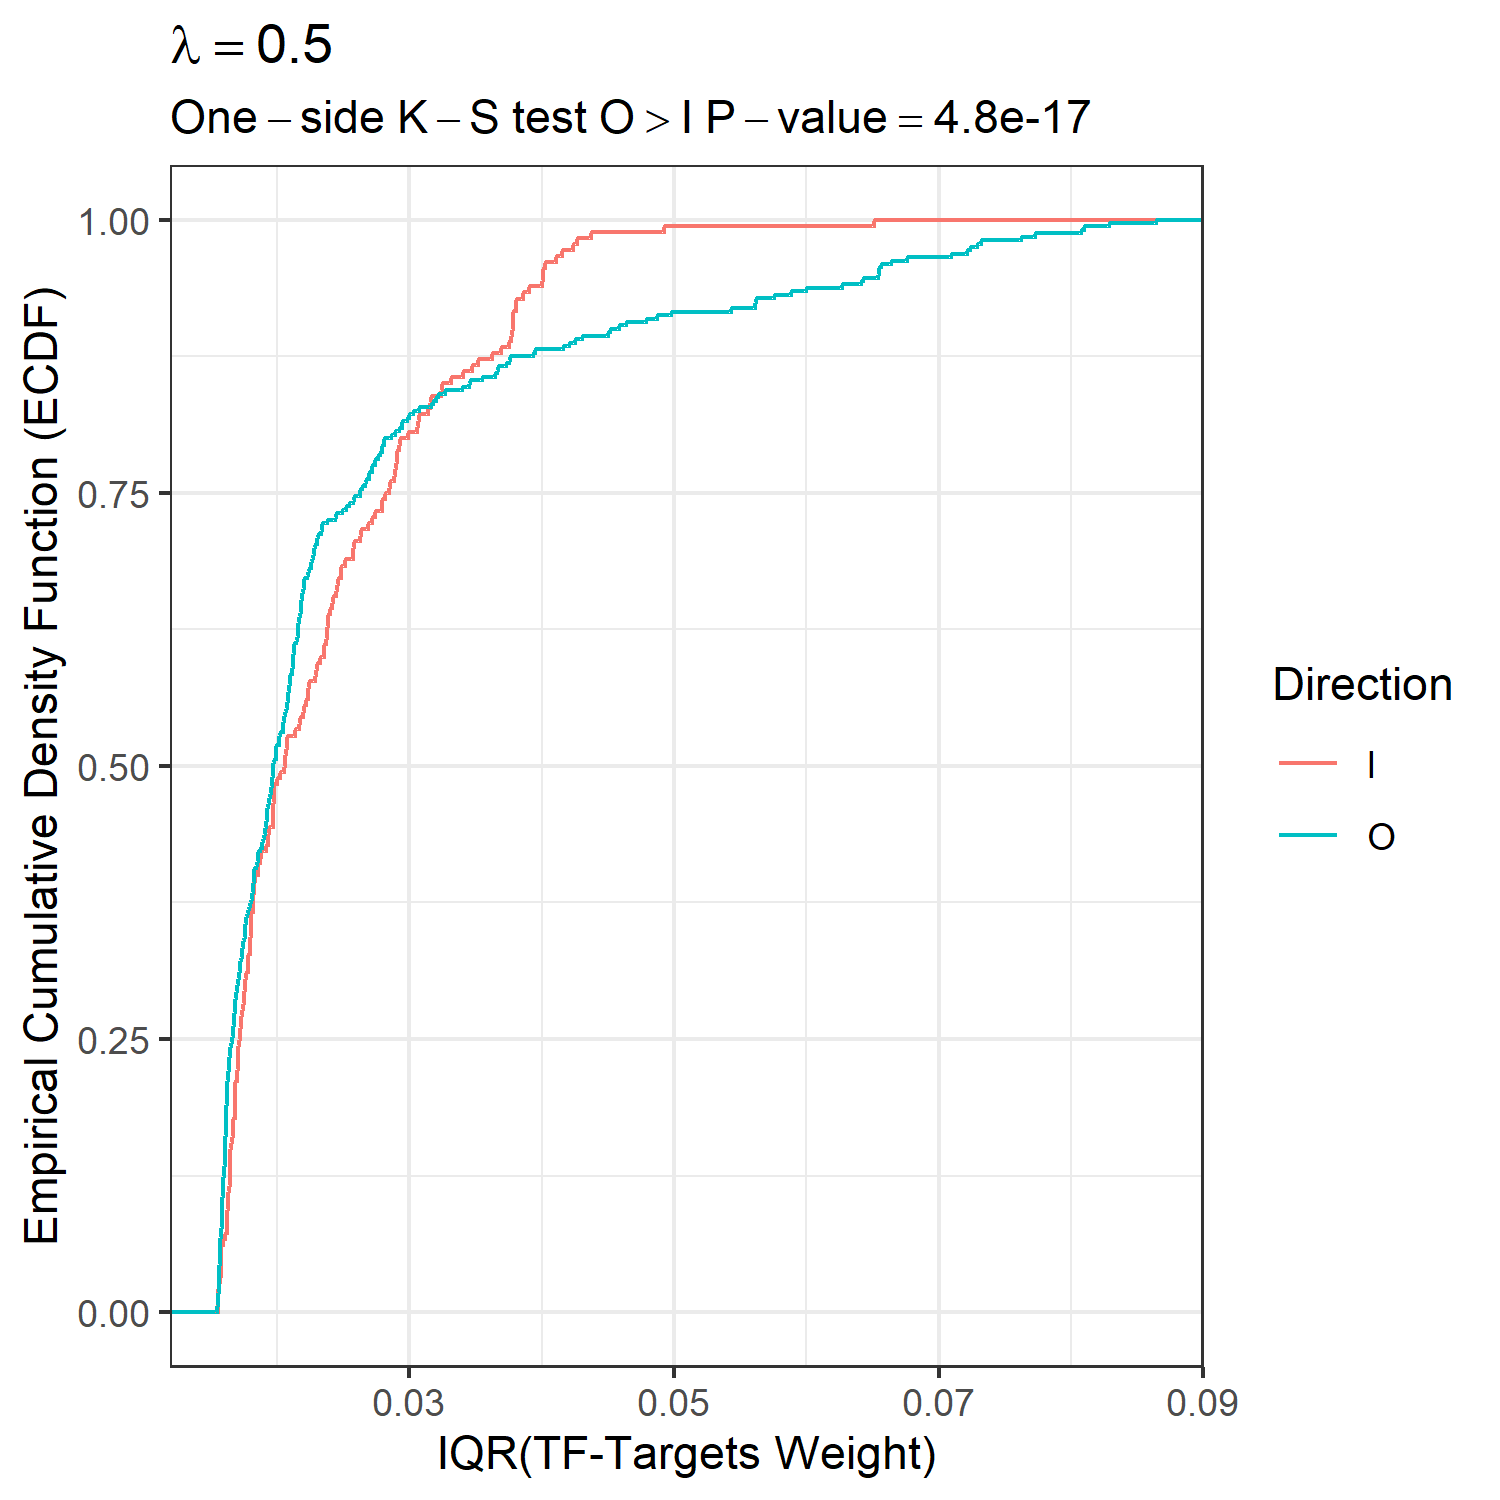 λ = 0.5
One − side K − S test O > I P − value = 4.8e-17
Empirical Cumulative Density Function (ECDF)
1.00
0.75
0.50
0.25
0.00
0.03 0.05 0.07 0.09
IQR(TF-Targets Weight)
Direction
I
O